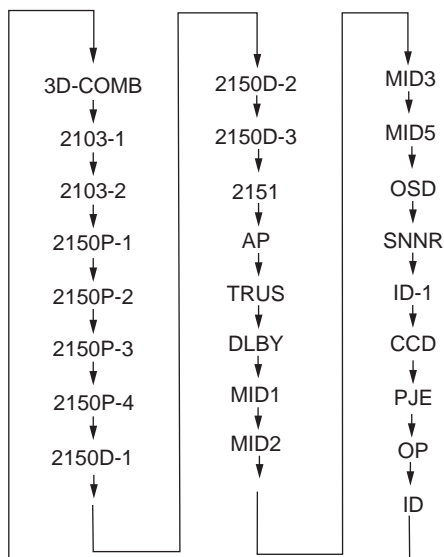 3D-COMB
2103-1
2103-2
2150P-1
2150P-2
2150P-3
2150P-4
2150D-1
2150D-2
2150D-3
2151
AP
TRUS
DLBY
MID1
MID2
MID3
MID5
OSD
SNNR
ID-1
CCD
PJE
OP
ID